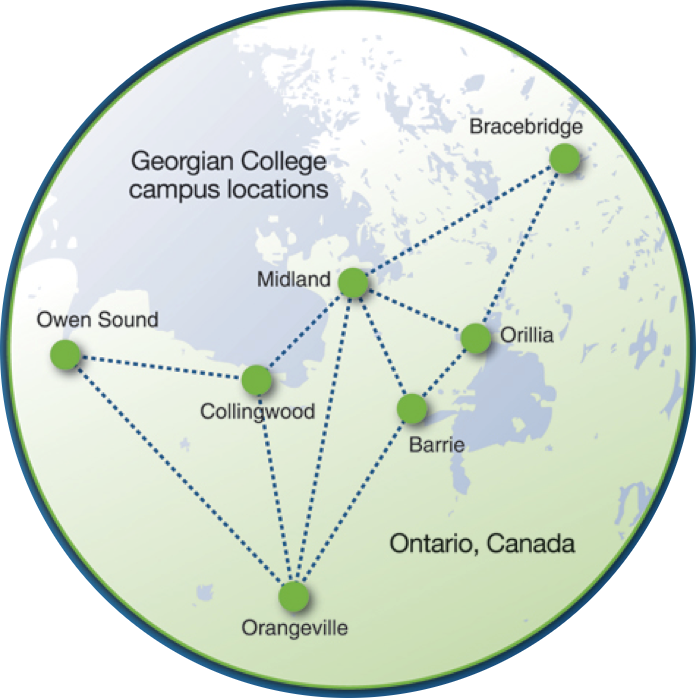 Bracebridge
Georgian College
campus locations
Midland
Owen Sound
Orillia
Collingwood
Barrie
Ontario, Canada
Orangeville